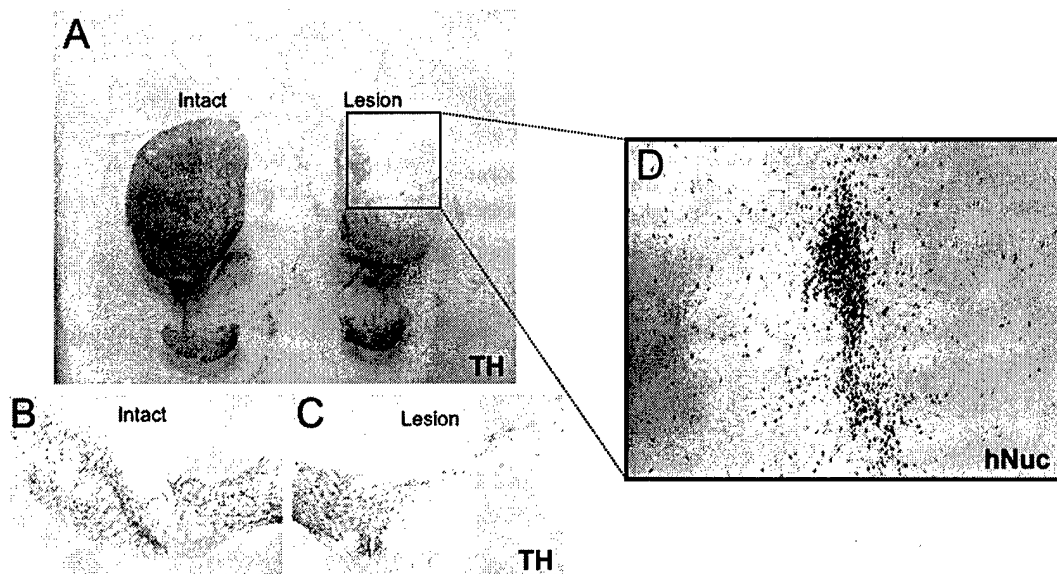 A
Intact
Lesion
TH
B
Intact
C
Lesion
TH
D
hNuc